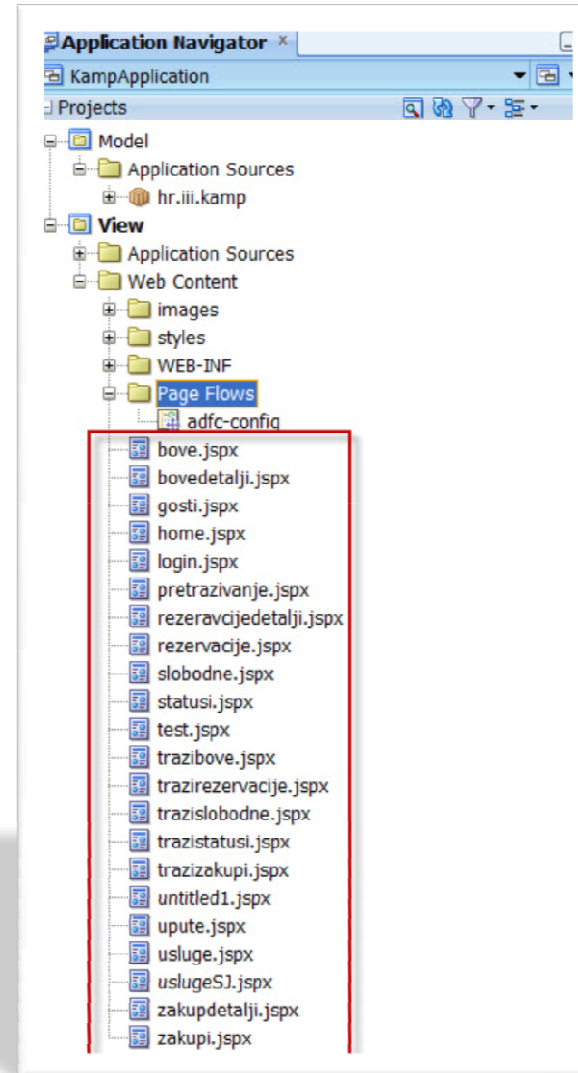 Application Navigator
KampApplication
Projects
Model
Application Sources
hr.iii.kamp
View
Application Sources
Web Content
images
styles
WEB-INF
Page Flows
adfc-config
bove.jspx
bovedetalji.jspx
gosti.jspx
home.jspx
login.jspx
pretrazivanje.jspx
rezeravcijedetalji.jspx
rezervacije.jspx
slobodne.jspx
statusi.jspx
test.jspx
trazibove.jspx
trazirezervacije.jspx
trazislobodne.jspx
trazistatusi.jspx
trazizakupi.jspx
untitled1.jspx
upute.jspx
usluge.jspx
uslugeSJ.jspx
zakupdetalji.jspx
zakupi.jspx